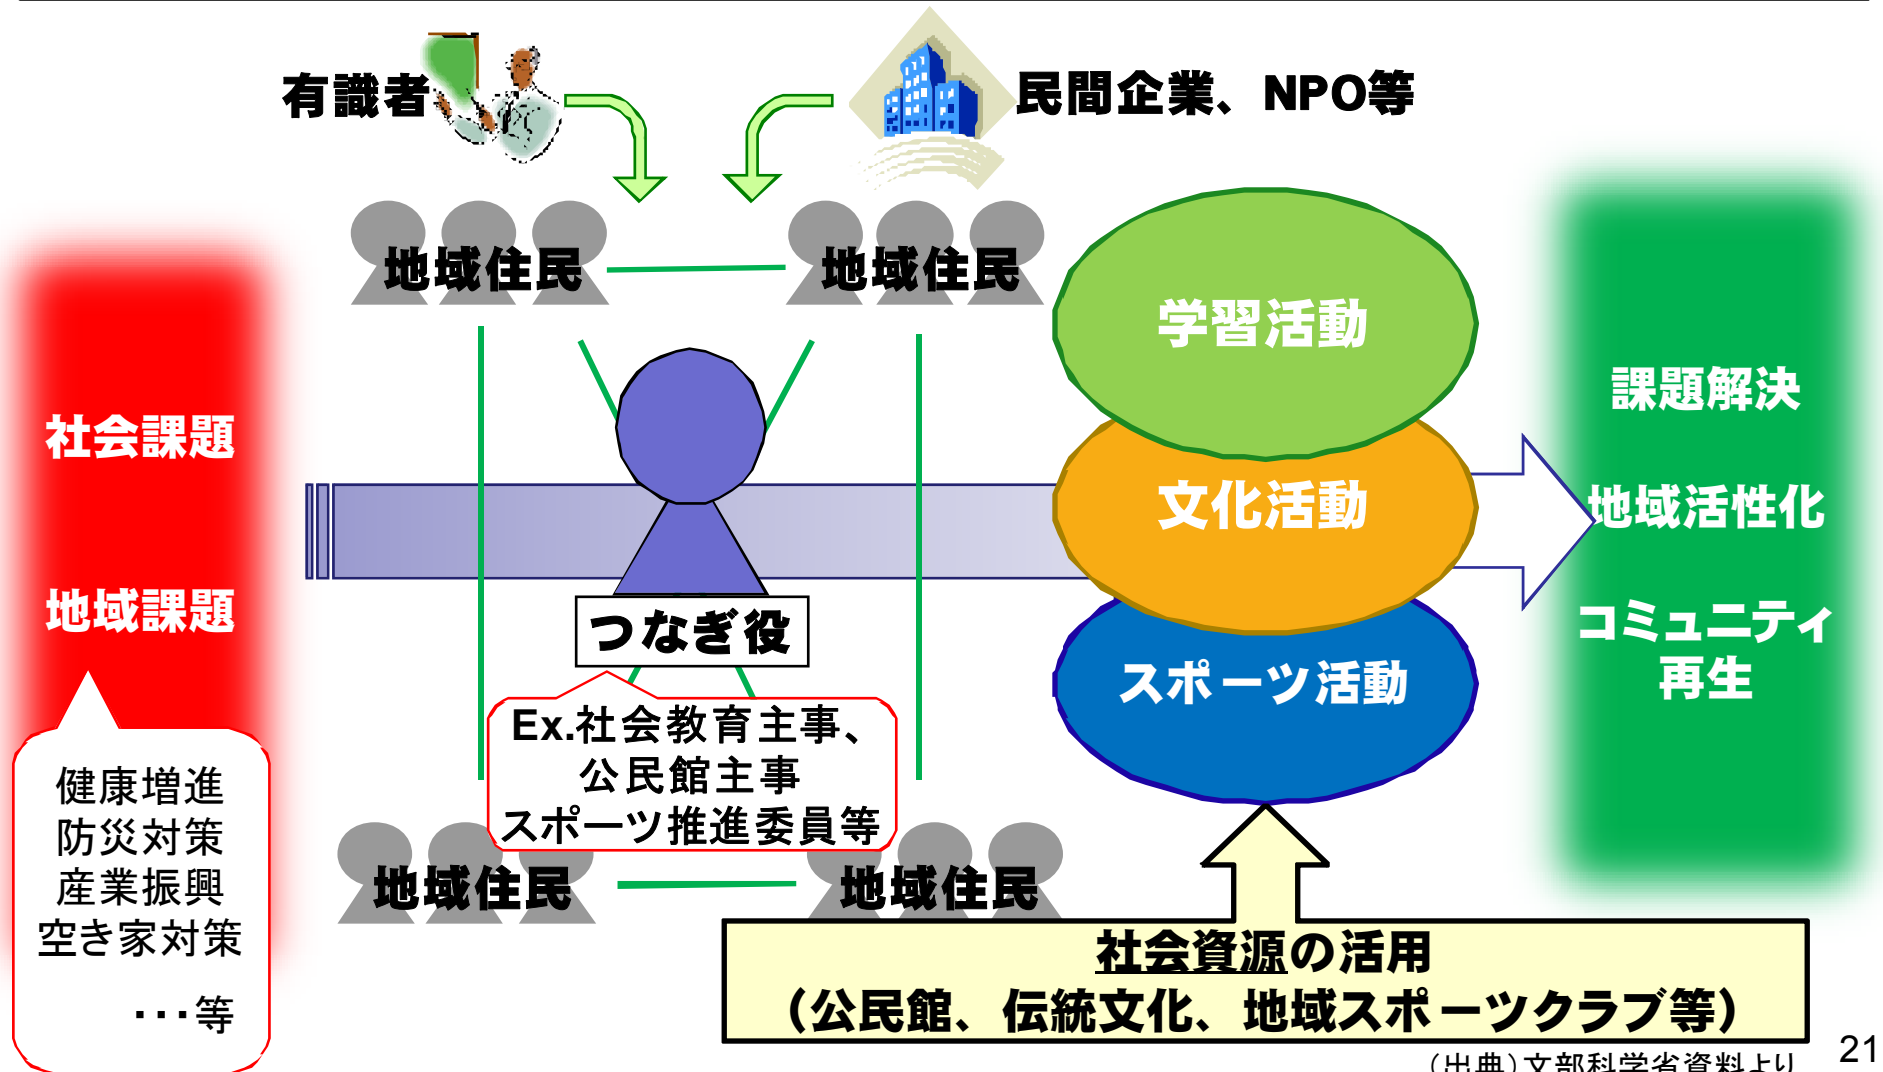 有識者
民間企業、NPO等
地域住民
地域住民
社会課題
地域課題
健康増進
防災対策
産業振興
空き家対策
・・・等
つなぎ役
Ex.社会教育主事、
公民館主事
スポーツ推進委員等
地域住民
地域住民
学習活動
文化活動
スポーツ活動
課題解決
地域活性化
コミュニティ
再生
社会資源の活用
（公民館、伝統文化、地域スポーツクラブ等）
（出典）文部科学省資料より
21